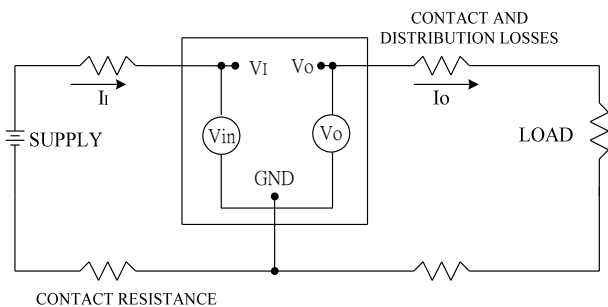 CONTACT AND
DISTRIBUTION LOSSES
VI
VO
II
IO
SUPPLY
Vin
Vo
LOAD
GND
CONTACT RESISTANCE